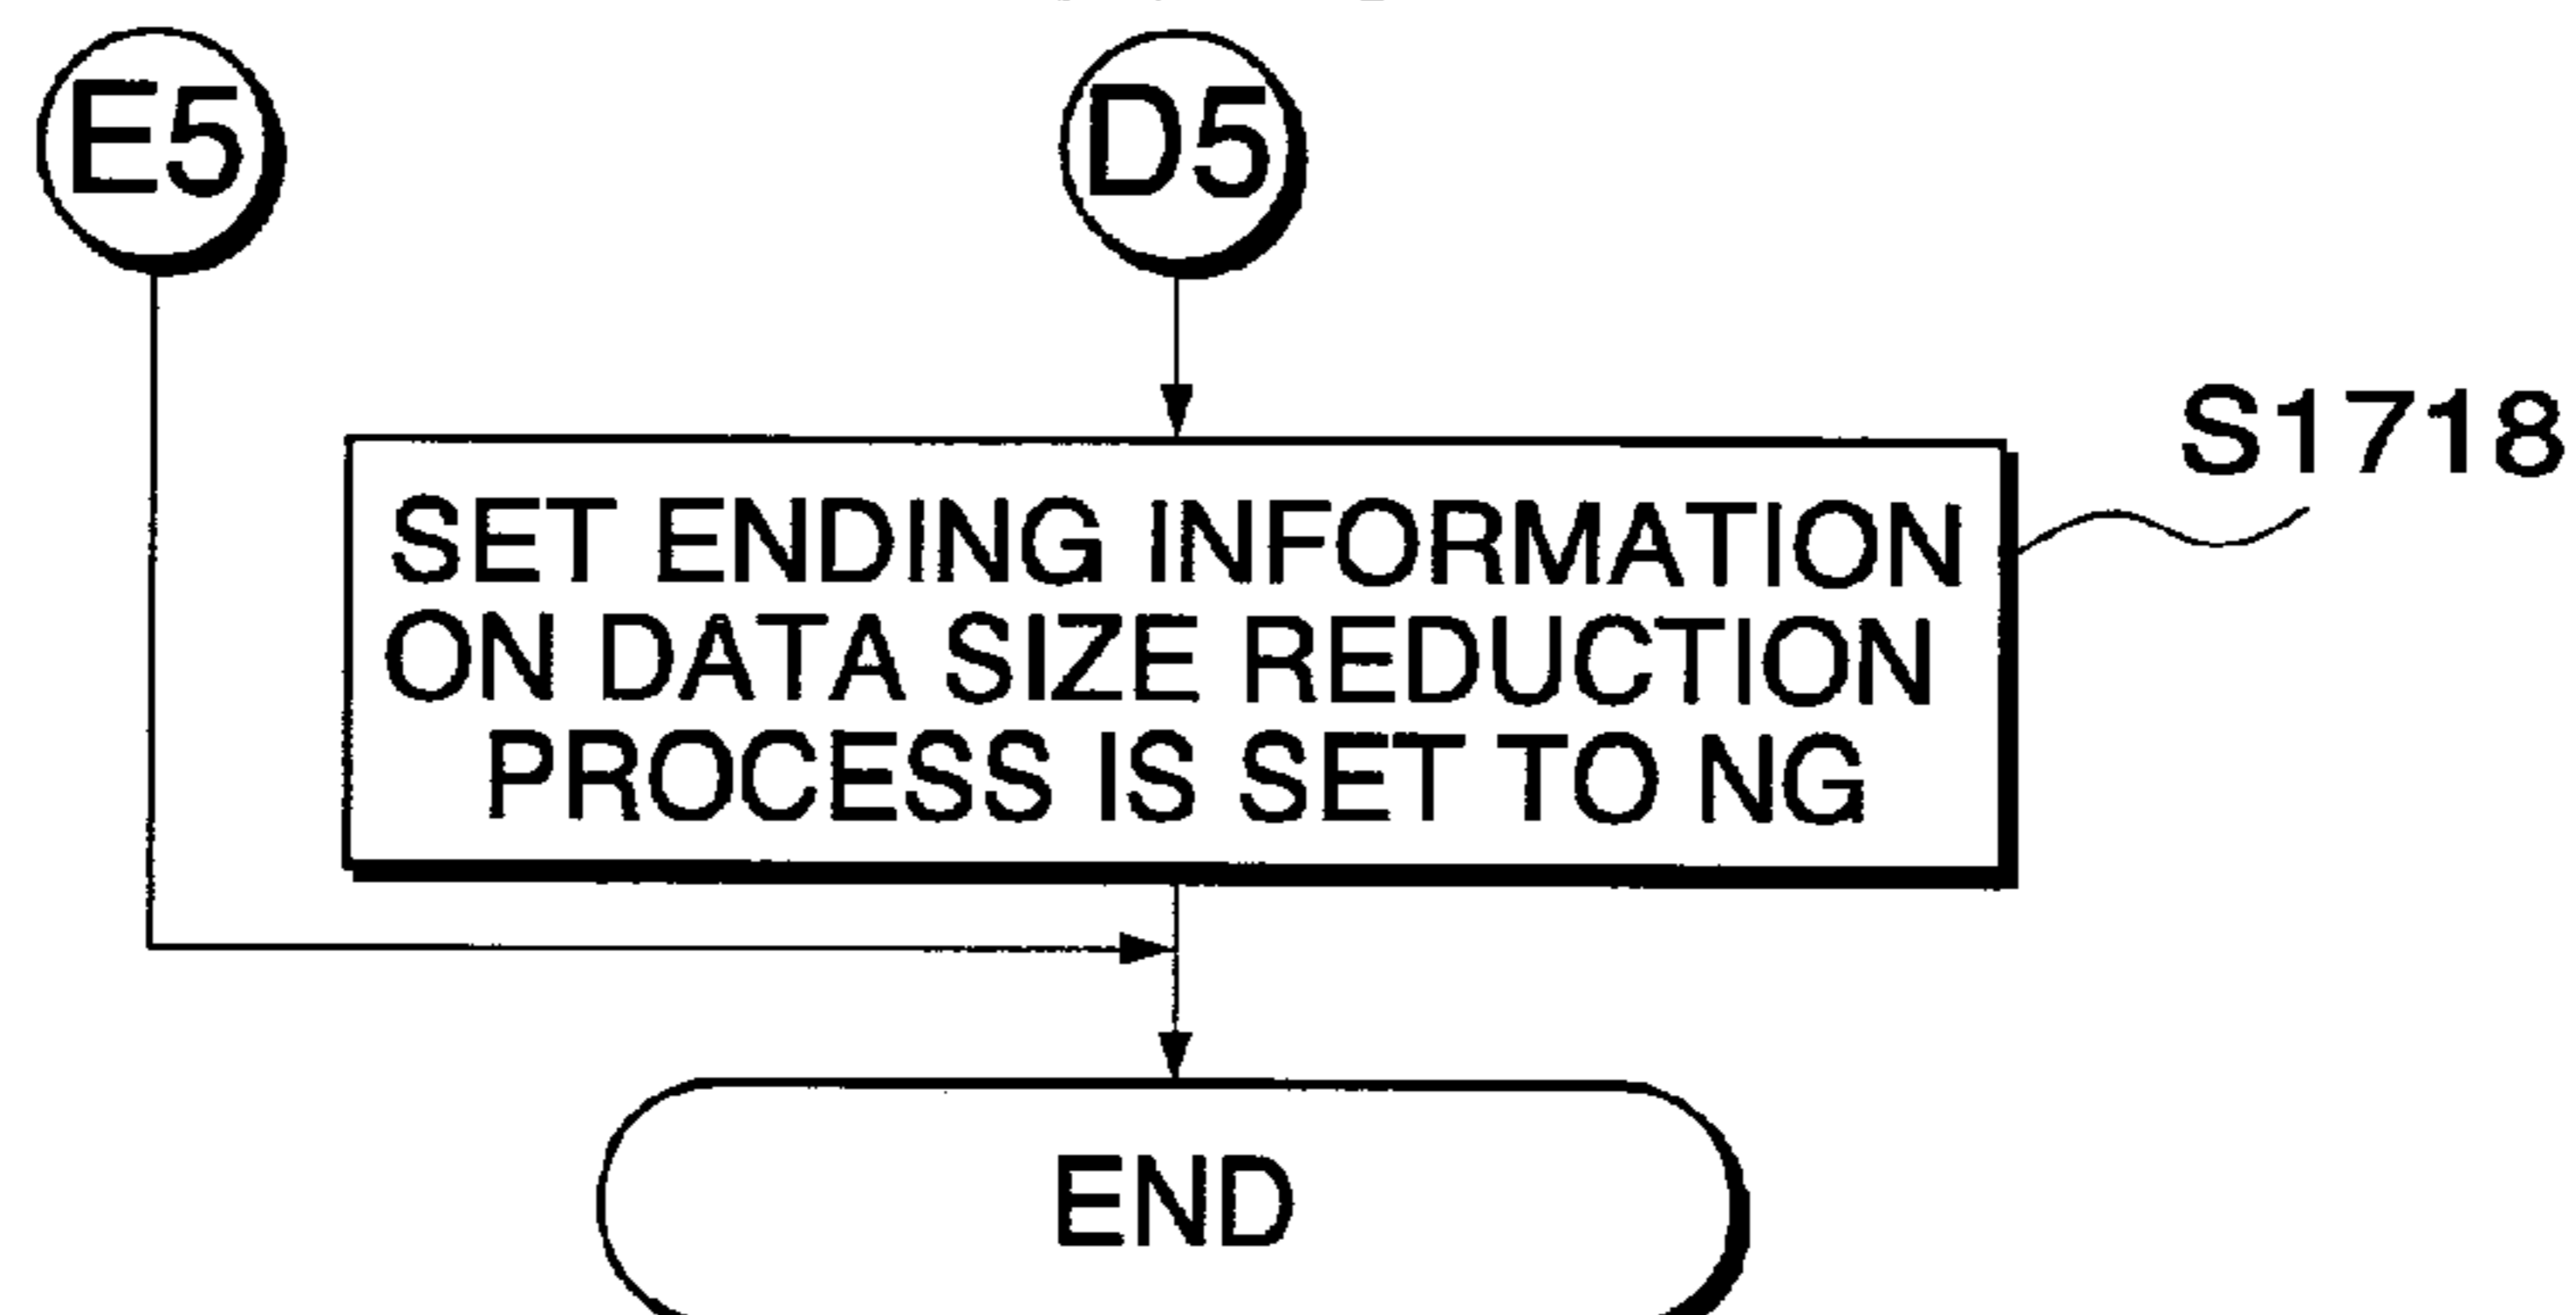 E5
D5
S1718
SET ENDING INFORMATION
ON DATA SIZE REDUCTION
PROCESS IS SET TO NG
END